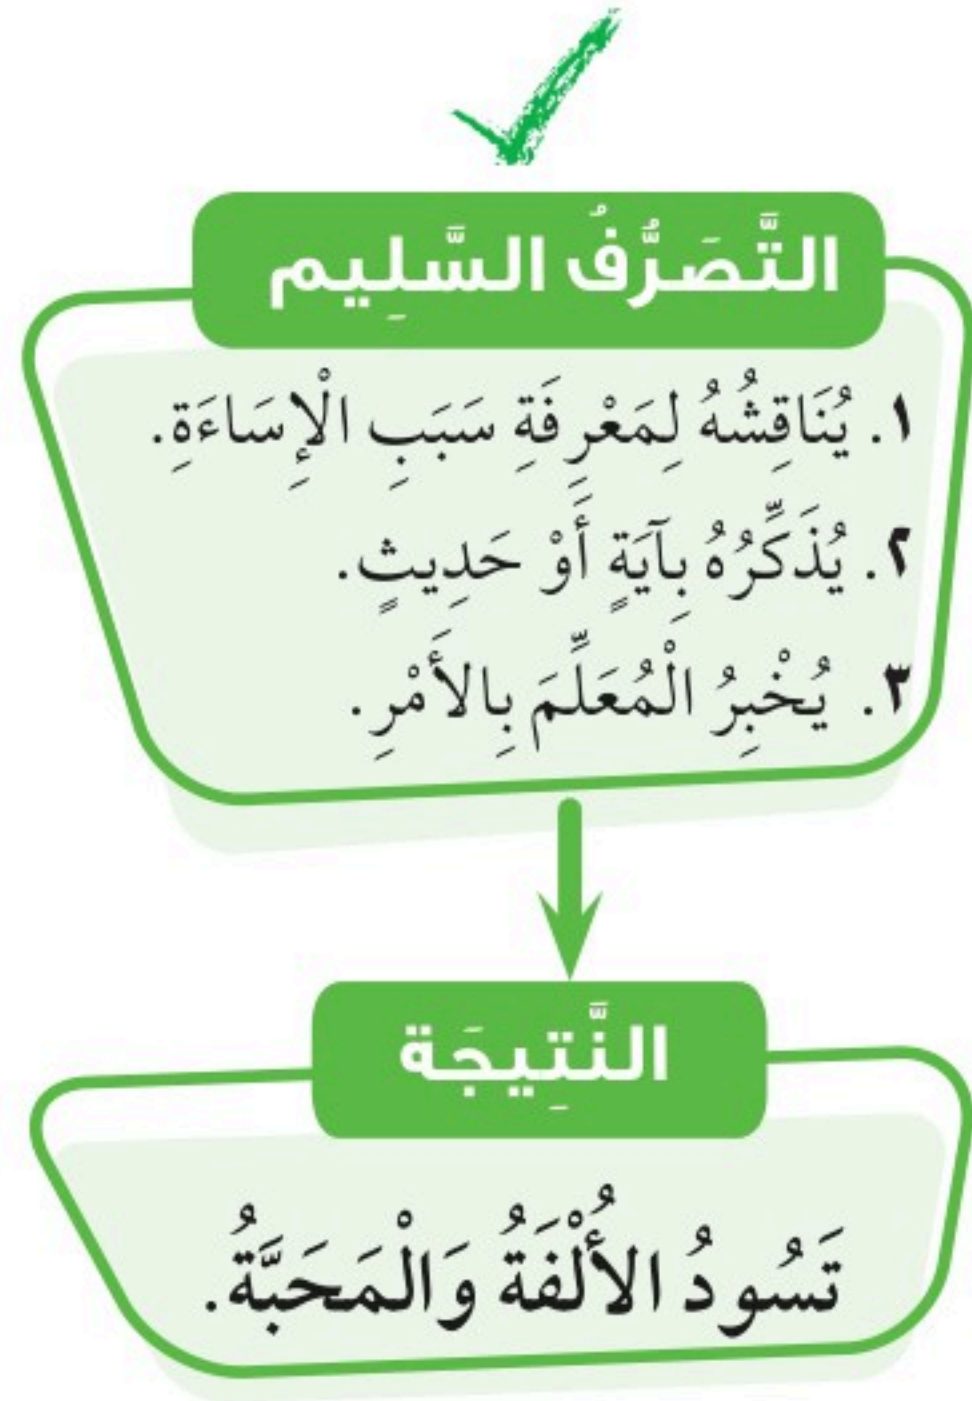 التَّصَرُّفُ السَّلِيم
١. يُنَاقِشُهُ لِمَعْرِفَةِ سَبَبِ الْإِسَاءَةِ.
٢. يُذَكِّرُهُ بِآيَةٍ أَوْ حَدِيثٍ.
٣. يُخْبِرُ الْمُعَلِّمَ بِالأَمْرِ.
النَّتِيجَة
تَسُودُ الأُلْفَةُ وَالْمَحَبَّةُ.